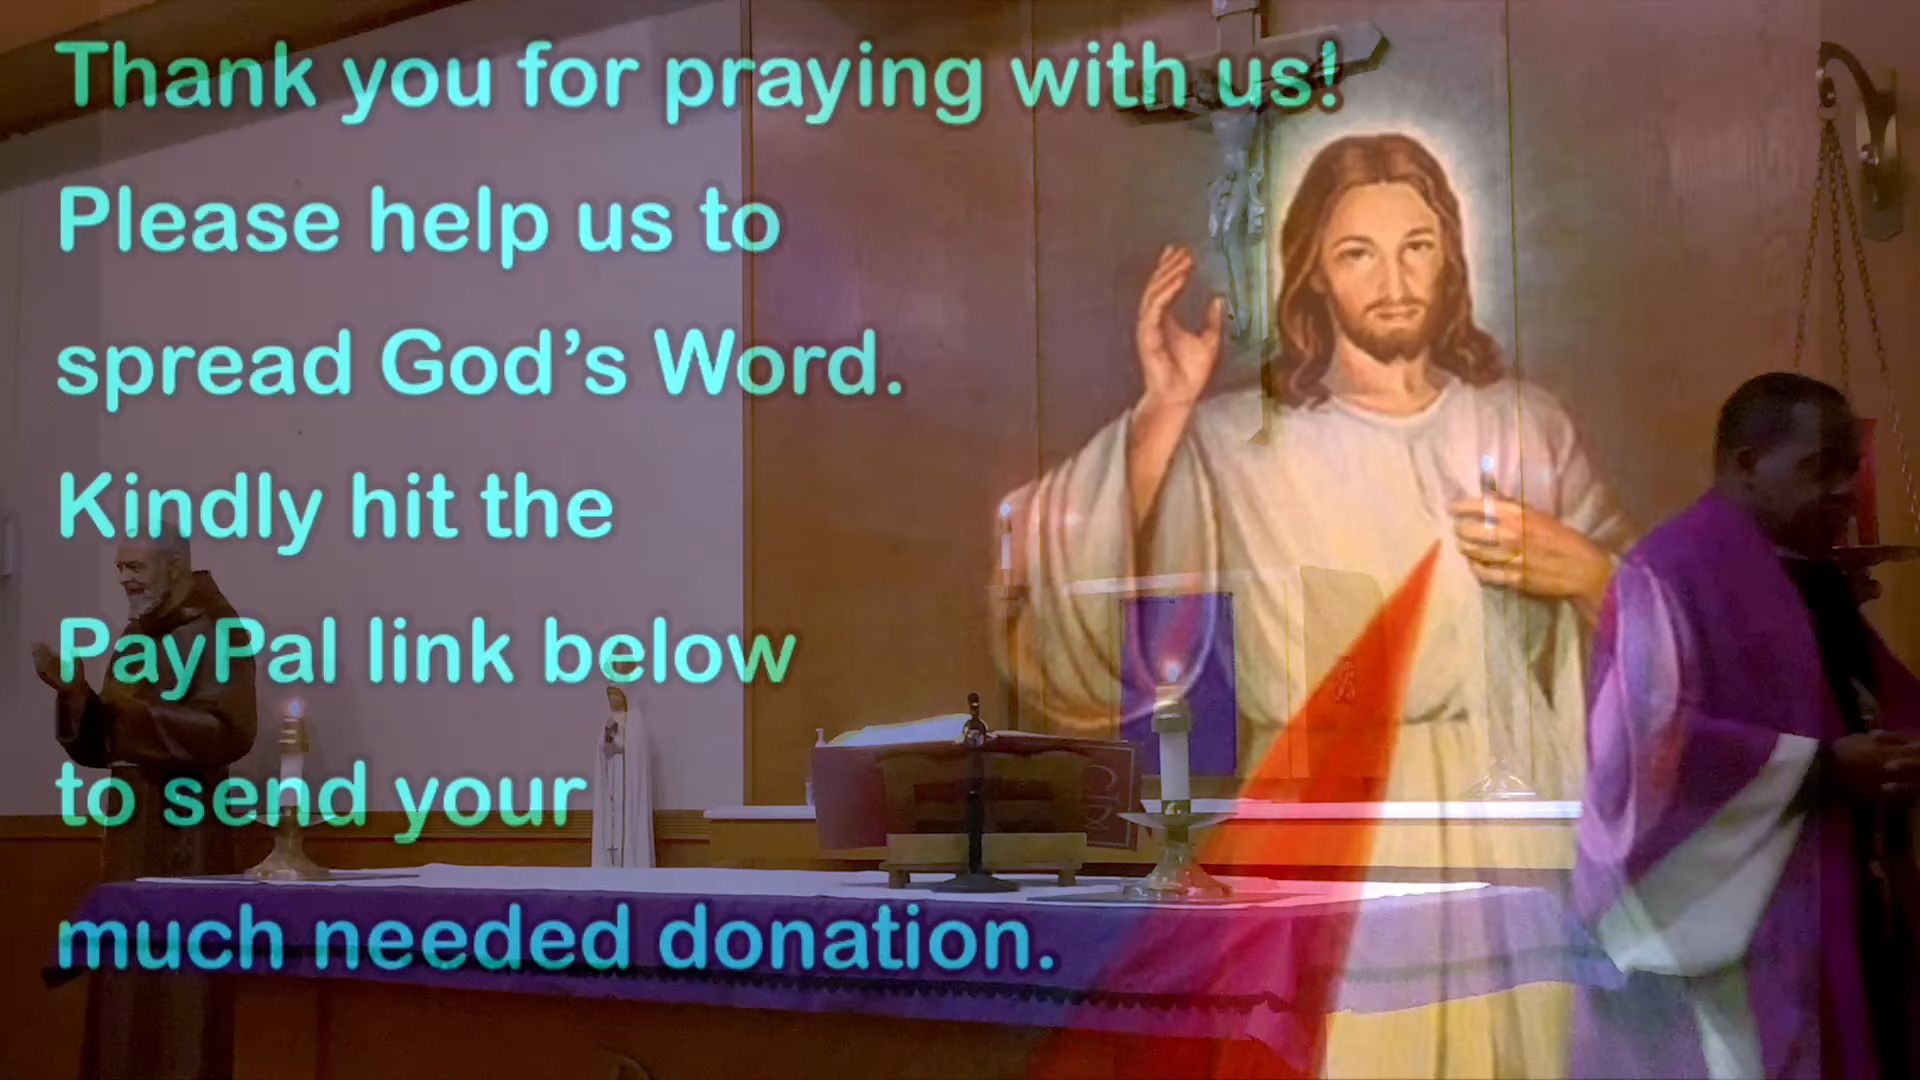 Thank you for praying with us!
Please help us to
spread God’s Word.
Kindly hit the
PayPal link below
to send your
much needed donation.